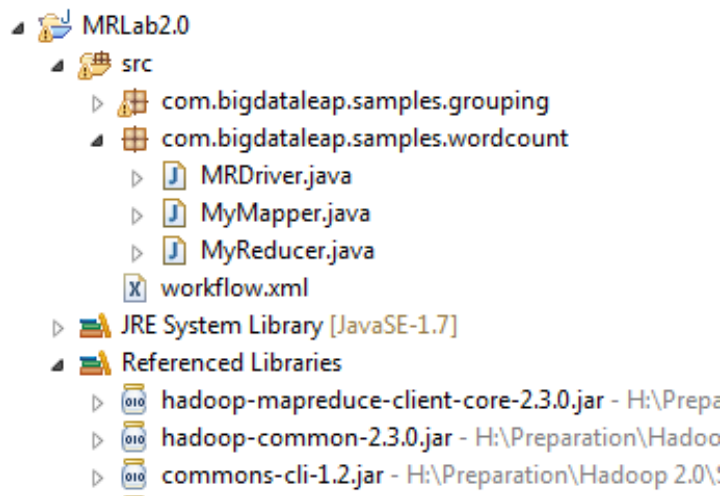 MRLab2.0
src
com.bigdataleap.samples.grouping
com.bigdataleap.samples.wordcount
MRDriver.java
MyMapper.java
MyReducer.java
workflow.xml
JRE System Library [JavaSE-1.7]
Referenced Libraries
hadoop-mapreduce-client-core-2.3.0.jar - H:\Prepa
hadoop-common-2.3.0.jar - H:\Preparation\Hadoo
commons-cli-1.2.jar - H:\Preparation\Hadoop 2.0\S